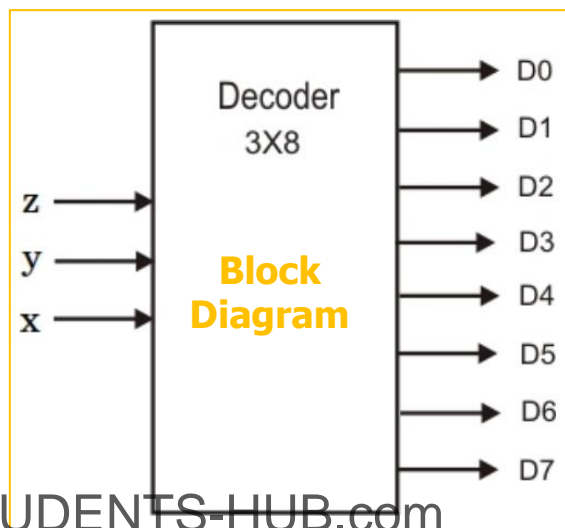 Decoder
3X8
Block
Diagram
z
y
x
D0
D1
D2
D3
D4
D5
D6
D7
UDENTS-HUB.com